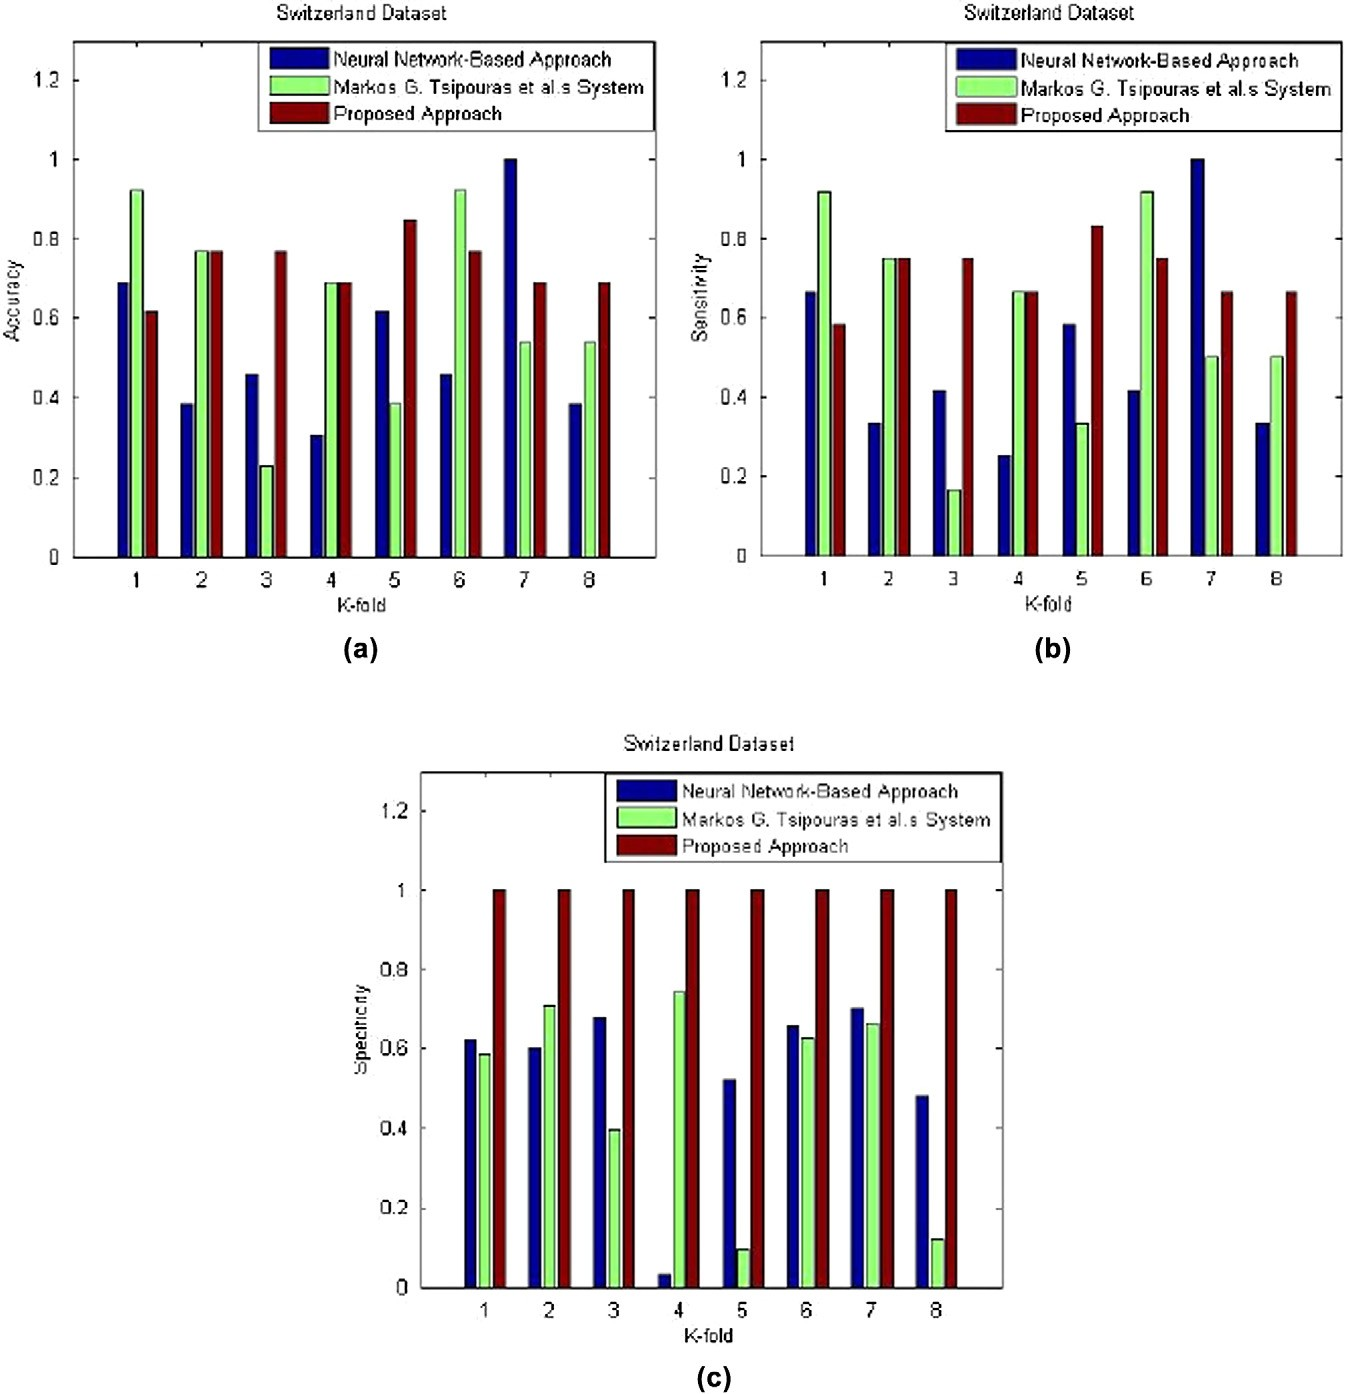 Switzerland Dataset
Neural Network-Based Approach
Markos G. Tsipouras et al.s System
Proposed Approach
Accuracy
1.2
1
0.8
0.6
0.4
0.2
0
1 2 3 4 5 6 7 8
K-fold
(a)
Switzerland Dataset
Neural Network-Based Approach
Markos G. Tsipouras et al.s System
Proposed Approach
Sensitivity
1.2
1
0.8
0.6
0.4
0.2
0
1 2 3 4 5 6 7 8
K-fold
(b)
Switzerland Dataset
Neural Network-Based Approach
Markos G. Tsipouras et al.s System
Proposed Approach
Specificity
1.2
1
0.8
0.6
0.4
0.2
0
1 2 3 4 5 6 7 8
K-fold
(c)